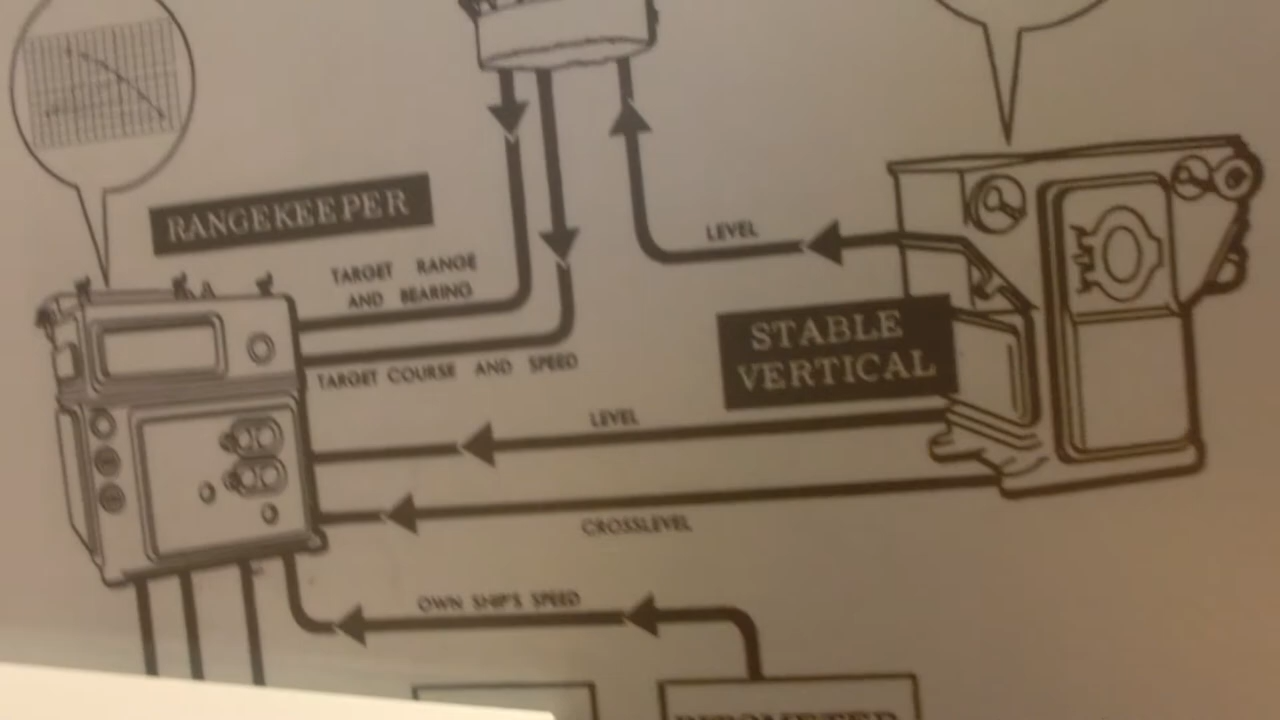 RANGEKEEPER
TARGET RANGE
AND BEARING
LEVEL
STABLE
VERTICAL
TARGET COURSE AND SPEED
LEVEL
CROSSLEVEL
OWN SHIP'S SPEED